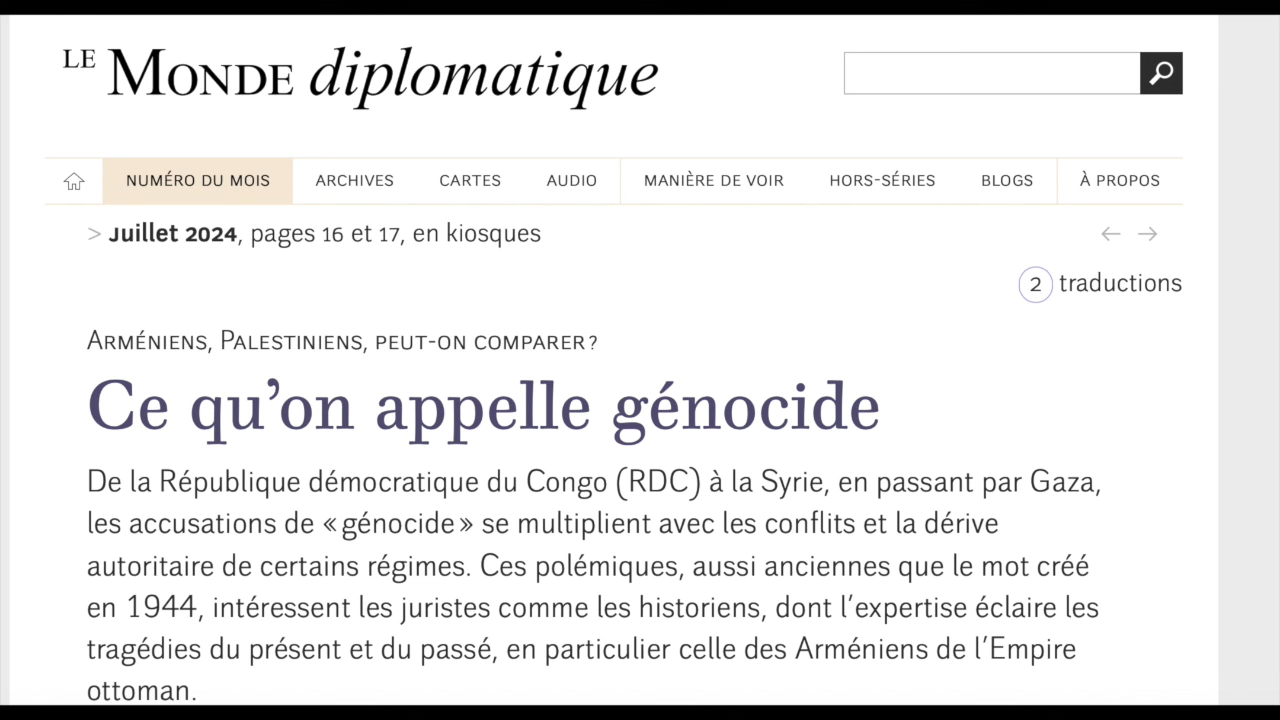 LE MONDE diplomatique
NUMÉRO DU MOIS ARCHIVES CARTES AUDIO MANIÈRE DE VOIR HORS-SÉRIES BLOGS À PROPOS
> Juillet 2024, pages 16 et 17, en kiosques
2 traductions
ARMÉNIENS, PALESTINIENS, PEUT-ON COMPARER ?
Ce qu’on appelle génocide
De la République démocratique du Congo (RDC) à la Syrie, en passant par Gaza,
les accusations de « génocide » se multiplient avec les conflits et la dérive
autoritaire de certains régimes. Ces polémiques, aussi anciennes que le mot créé
en 1944, intéressent les juristes comme les historiens, dont l’expertise éclaire les
tragédies du présent et du passé, en particulier celle des Arméniens de l’Empire
ottoman.